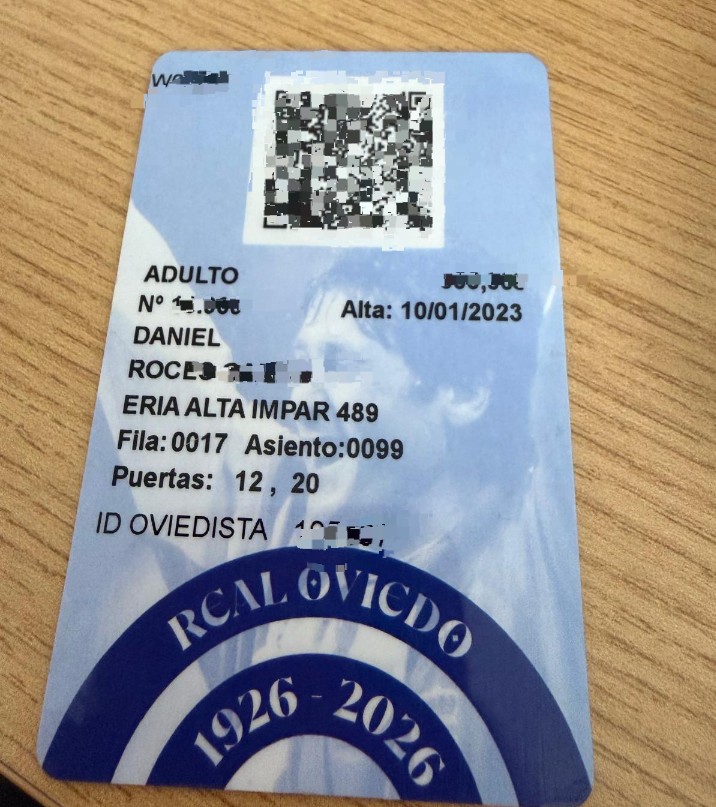 ADULTO
Nº
Alta: 10/01/2023
DANIEL
ERIA ALTA IMPAR 489
Fila: 0017 Asiento:0099
Puertas: 12, 20
ID OVIEDISTA
REAL OVIEDO
1926 - 2026